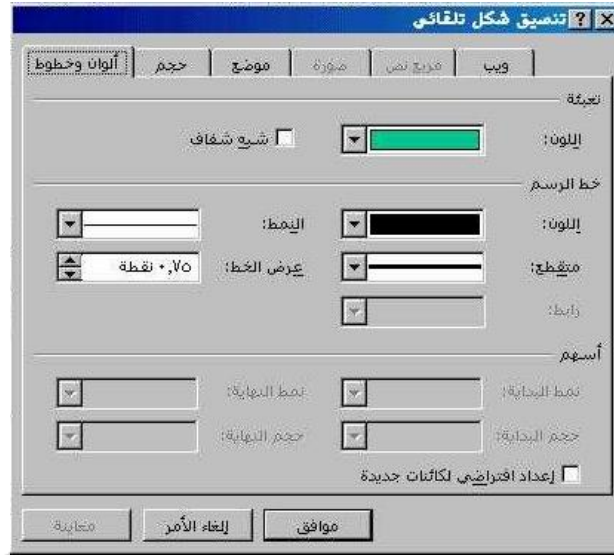 تنسيق شكل تلقائي
ألوان وخطوط حجم موضع صورة مربع نص ويب
تعبئة
اللون: شبه شفاف
خط الرسم
اللون: النمط:
متقطع: عرض الخط: ٠,٧٥ نقطة
رابط:
أسهم
نمط البداية: نمط النهاية:
حجم البداية: حجم النهاية:
إعداد افتراضي لكائنات جديدة
موافق إلغاء الأمر معاينة